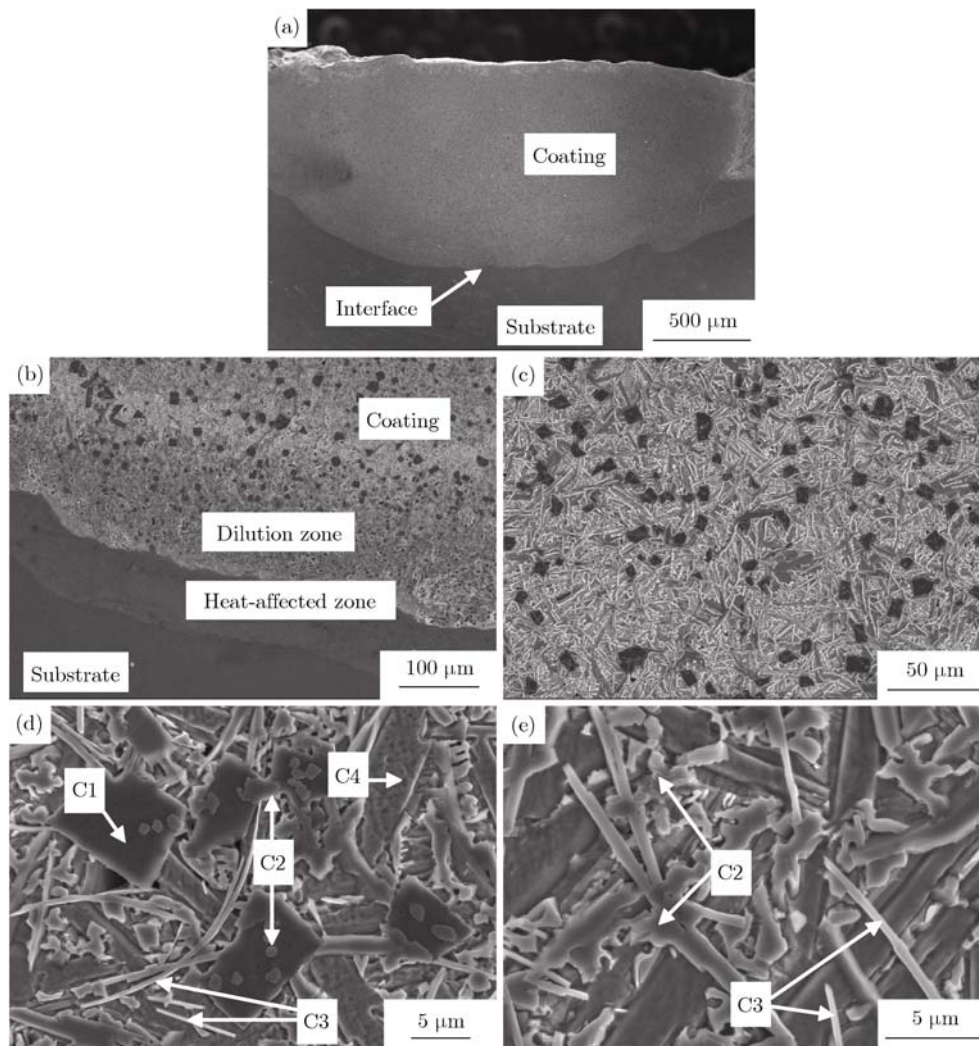 (a)
Coating
Interface
Substrate
500 μm
(b)
Coating
Dilution zone
Heat-affected zone
Substrate
100 μm
(c)
50 μm
(d)
C1
C4
C2
C3
5 μm
(e)
C2
C3
5 μm